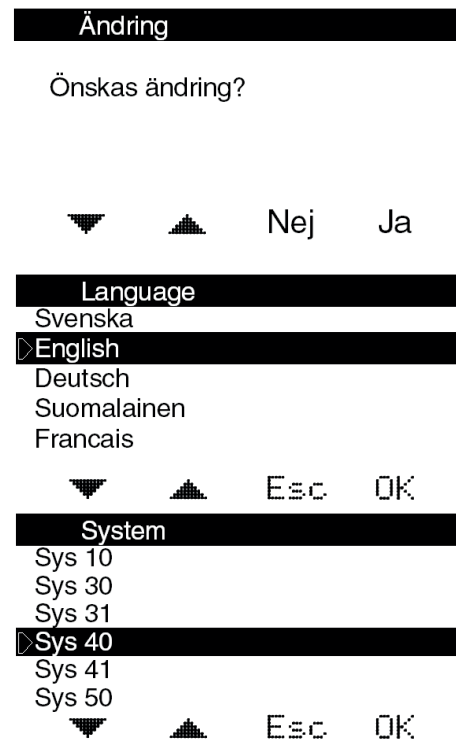 Ändring
Önskas ändring?
Nej Ja
Language
Svenska
English
Deutsch
Suomalainen
Francais
Esc OK
System
Sys 10
Sys 30
Sys 31
Sys 40
Sys 41
Sys 50
Esc OK